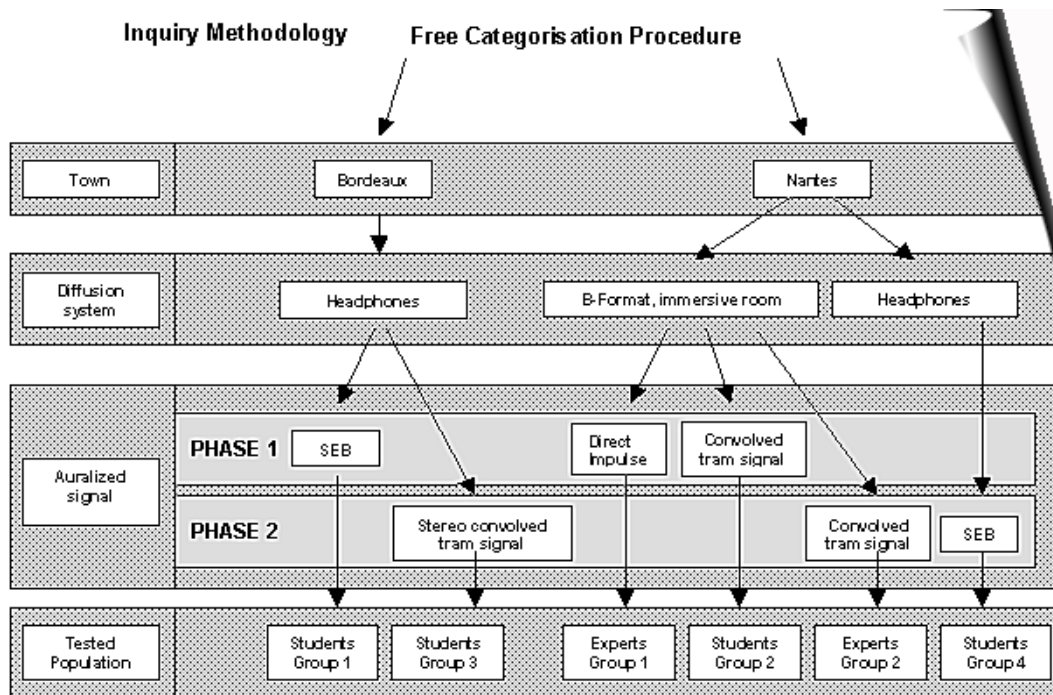 Inquiry Methodology
Free Categorisation Procedure
Town
Bordeaux
Nantes
Diffusion
system
Headphones
B-Format, immersive room
Headphones
Auralized
signal
PHASE 1
SEB
Direct
Impulse
Convolved
tram signal
PHASE 2
Stereo convolved
tram signal
Convolved
tram signal
SEB
Tested
Population
Students
Group 1
Students
Group 3
Experts
Group 1
Students
Group 2
Experts
Group 2
Students
Group 4